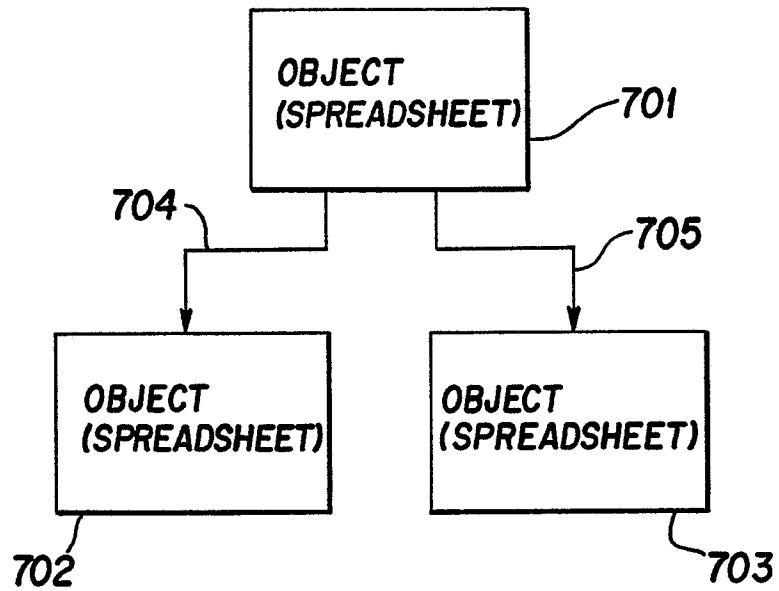 OBJECT
(SPREADSHEET)
701
704
705
OBJECT
(SPREADSHEET)
OBJECT
(SPREADSHEET)
702
703